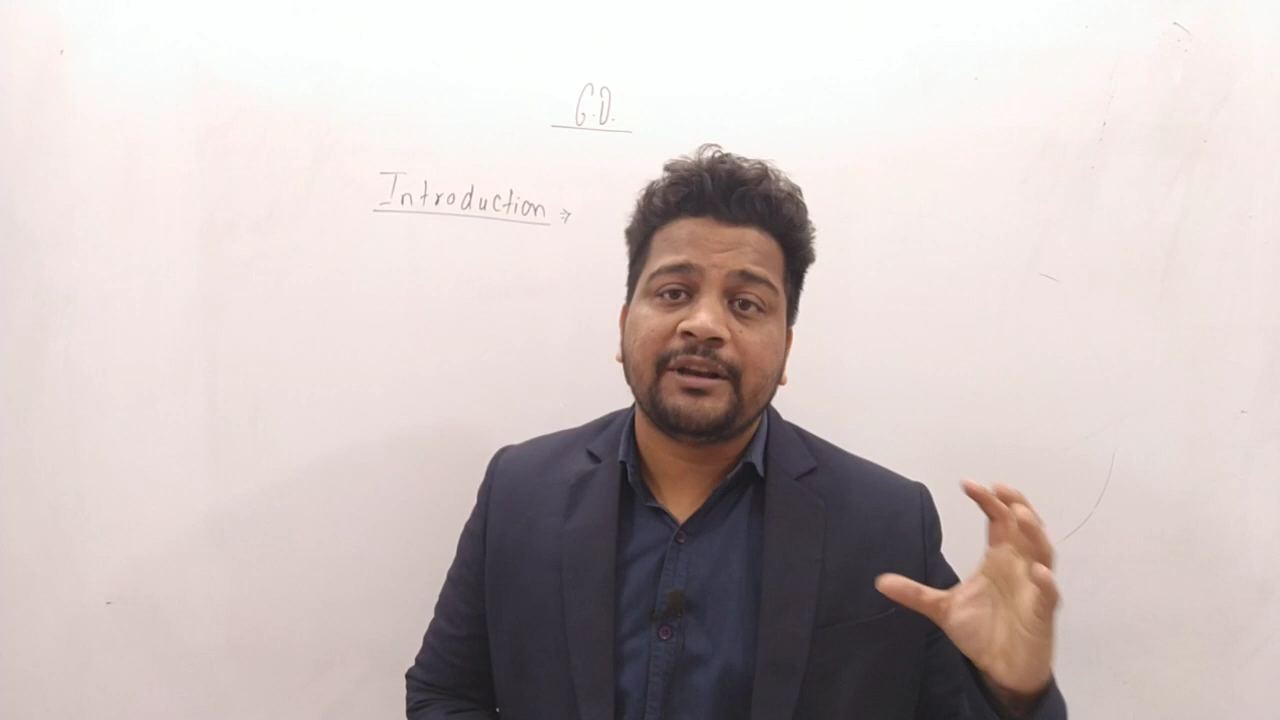 G.D.
Introduction ⇒